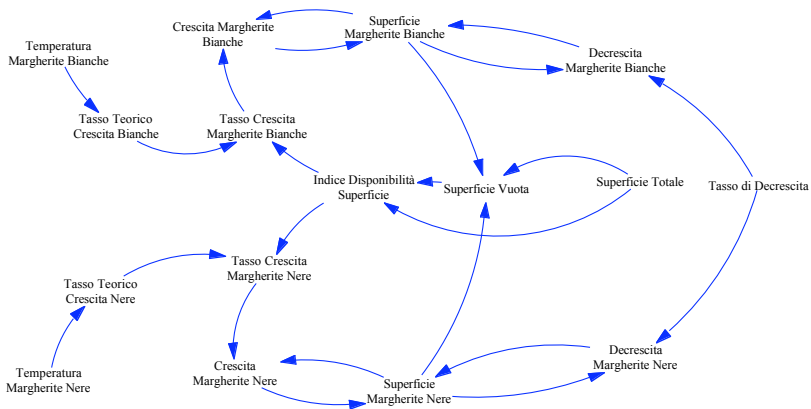 Crescita Margherite
Bianche
Superficie
Margherite Bianche
Temperatura
Margherite Bianche
Decrescita
Margherite Bianche
Tasso Teorico
Crescita Bianche
Tasso Crescita
Margherite Bianche
Indice Disponibilità
Superficie
Superficie Vuota
Superficie Totale
Tasso di Decrescita
Tasso Crescita
Margherite Nere
Tasso Teorico
Crescita Nere
Temperatura
Margherite Nere
Crescita
Margherite Nere
Superficie
Margherite Nere
Decrescita
Margherite Nere